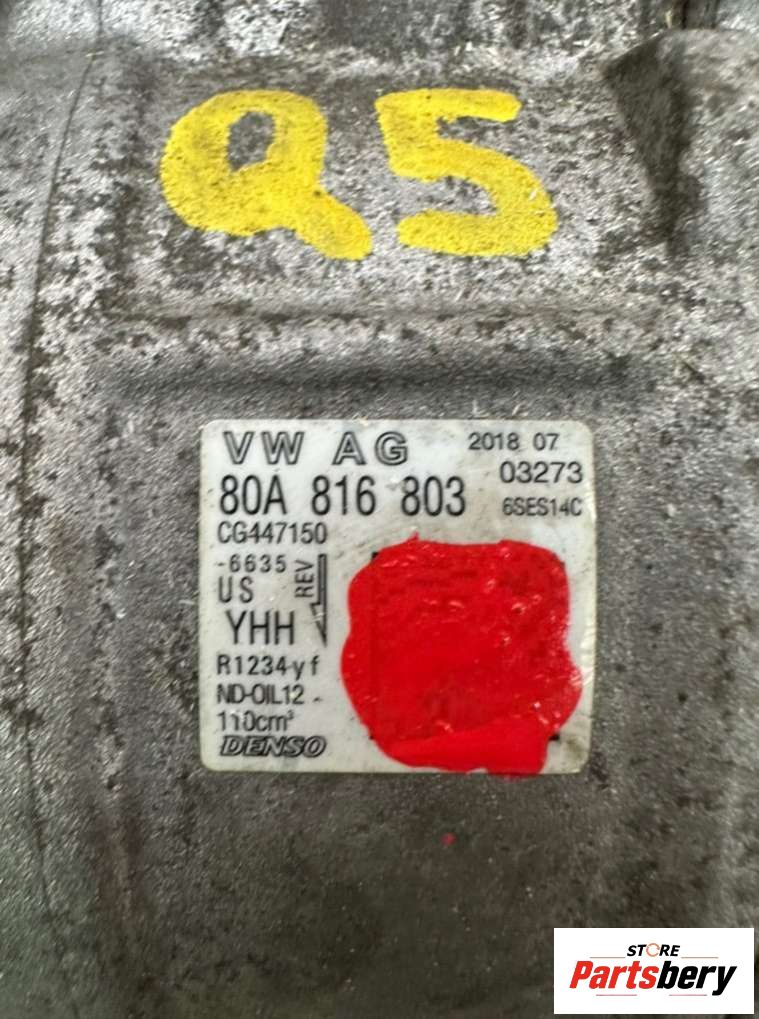 Q5
VW AG 2018 07
03273
80A 816 803
6SES14C
CG447150
-6635
US
REV
YHH
R1234yf
ND-OIL12
110cm³
DENSO
STORE
Partsbery